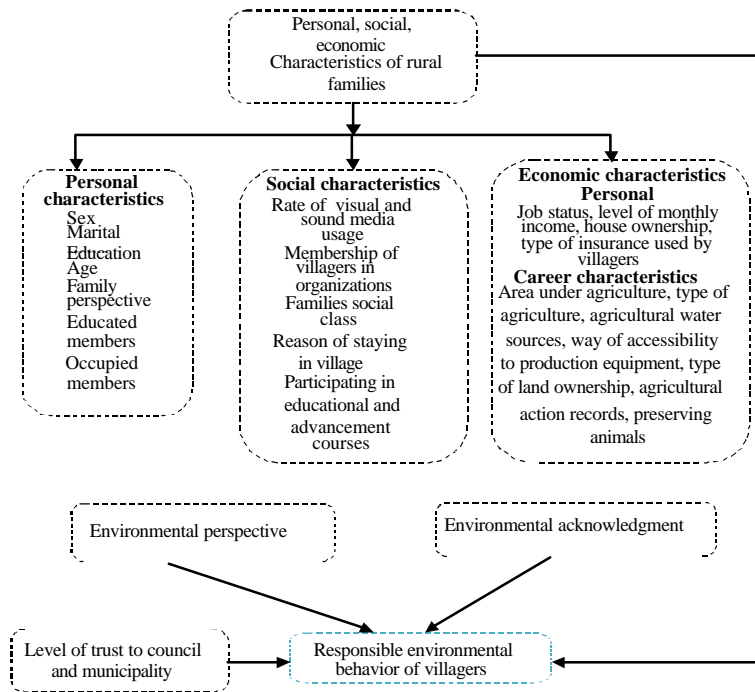 Personal, social,
economic
Characteristics of rural
families
Personal
characteristics
Sex
Marital
Education
Age
Family
perspective
Educated
members
Occupied
members
Social characteristics
Rate of visual and
sound media
usage
Membership of
villagers in
organizations
Families social
class
Reason of staying
in village
Participating in
educational and
advancement
courses
Economic characteristics
Personal
Job status, level of monthly
income, house ownership,
type of insurance used by
villagers
Career characteristics
Area under agriculture, type of
agriculture, agricultural water
sources, way of accessibility
to production equipment, type
of land ownership, agricultural
action records, preserving
animals
Environmental perspective
Environmental acknowledgment
Level of trust to council
and municipality
Responsible environmental
behavior of villagers